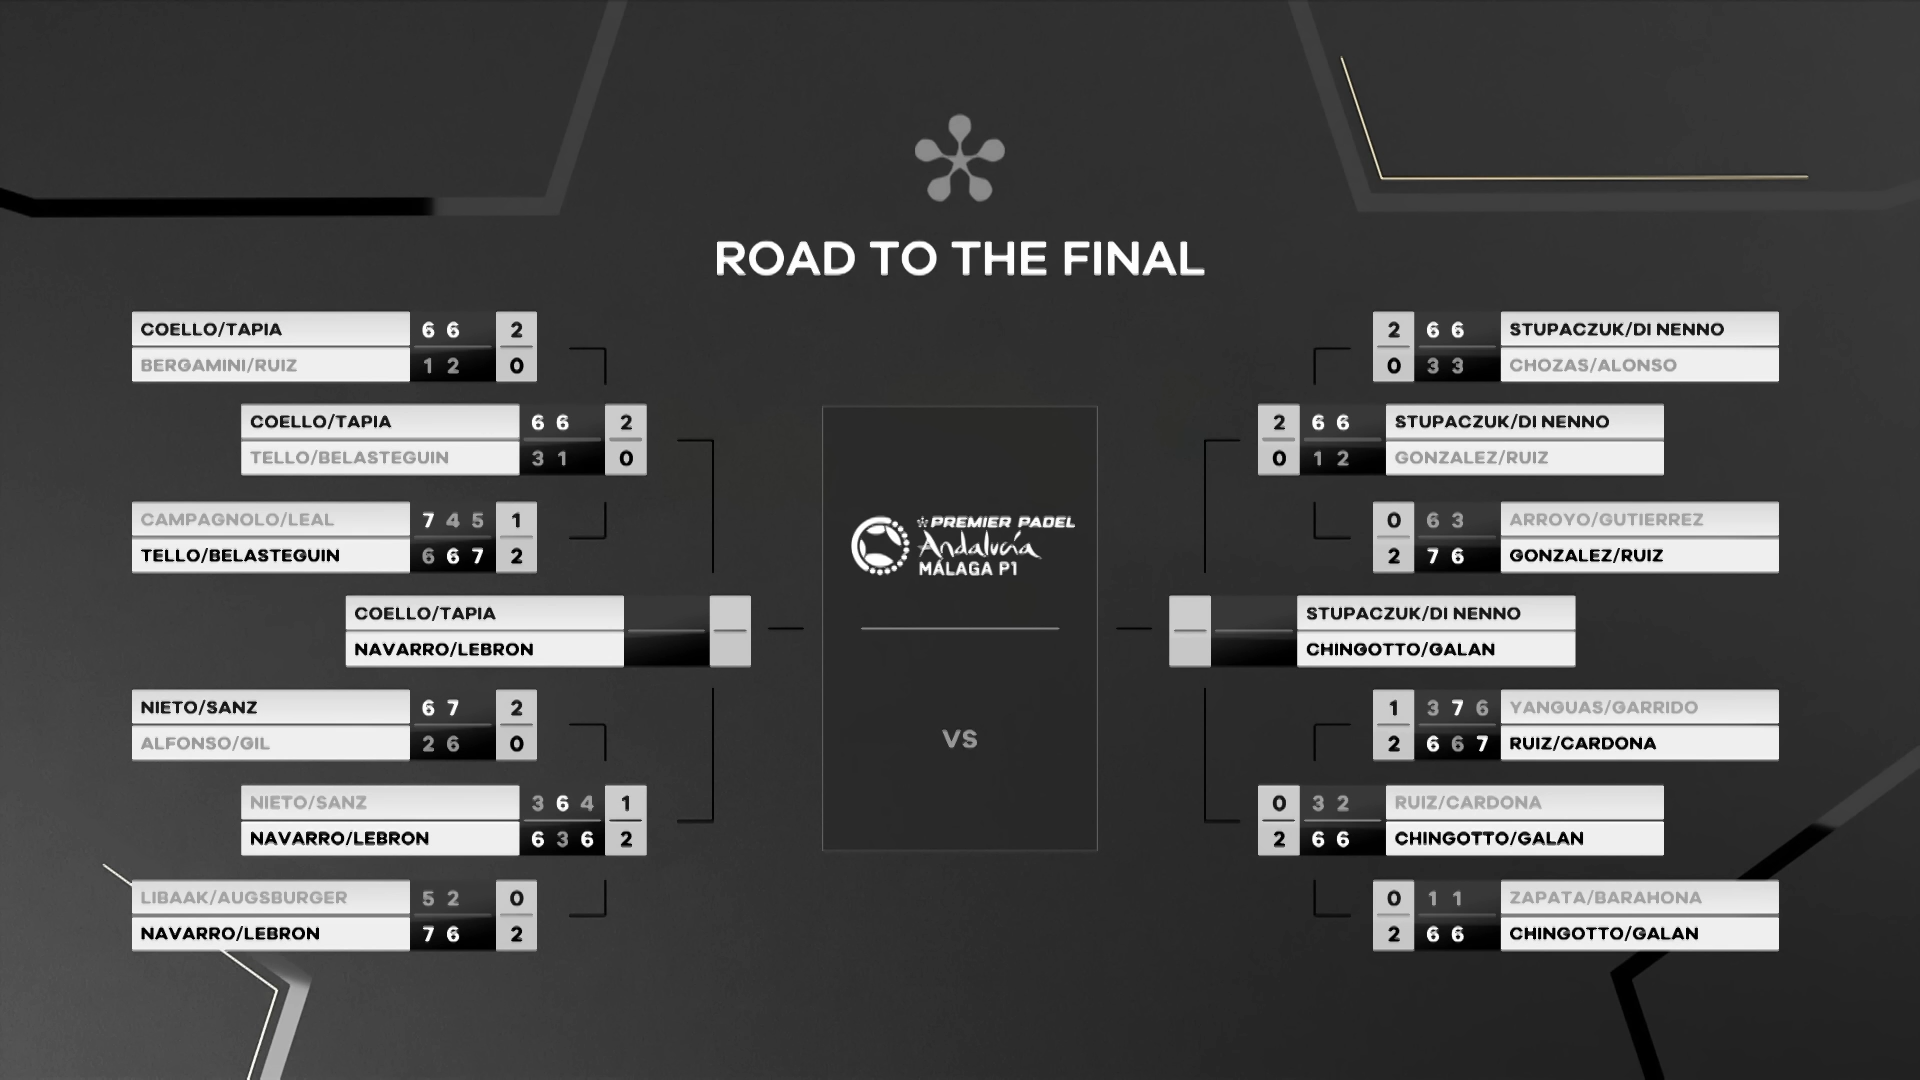 ROAD TO THE FINAL
COELLO/TAPIA 6 6 2
BERGAMINI/RUIZ 1 2 0
COELLO/TAPIA 6 6 2
TELLO/BELASTEGUIN 3 1 0
CAMPAGNOLO/LEAL 7 4 5 1
TELLO/BELASTEGUIN 6 6 7 2
COELLO/TAPIA
NAVARRO/LEBRON
NIETO/SANZ 6 7 2
ALFONSO/GIL 2 6 0
NIETO/SANZ 3 6 4 1
NAVARRO/LEBRON 6 3 6 2
LIBAAK/AUGSBURGER 5 2 0
NAVARRO/LEBRON 7 6 2
PREMIER PADEL
Andalucía
MÁLAGA P1
VS
2 6 6 STUPACZUK/DI NENNO
0 3 3 CHOZAS/ALONSO
2 6 6 STUPACZUK/DI NENNO
0 1 2 GONZALEZ/RUIZ
0 6 3 ARROYO/GUTIERREZ
2 7 6 GONZALEZ/RUIZ
STUPACZUK/DI NENNO
CHINGOTTO/GALAN
1 3 7 6 YANGUAS/GARRIDO
2 6 6 7 RUIZ/CARDONA
0 3 2 RUIZ/CARDONA
2 6 6 CHINGOTTO/GALAN
0 1 1 ZAPATA/BARAHONA
2 6 6 CHINGOTTO/GALAN